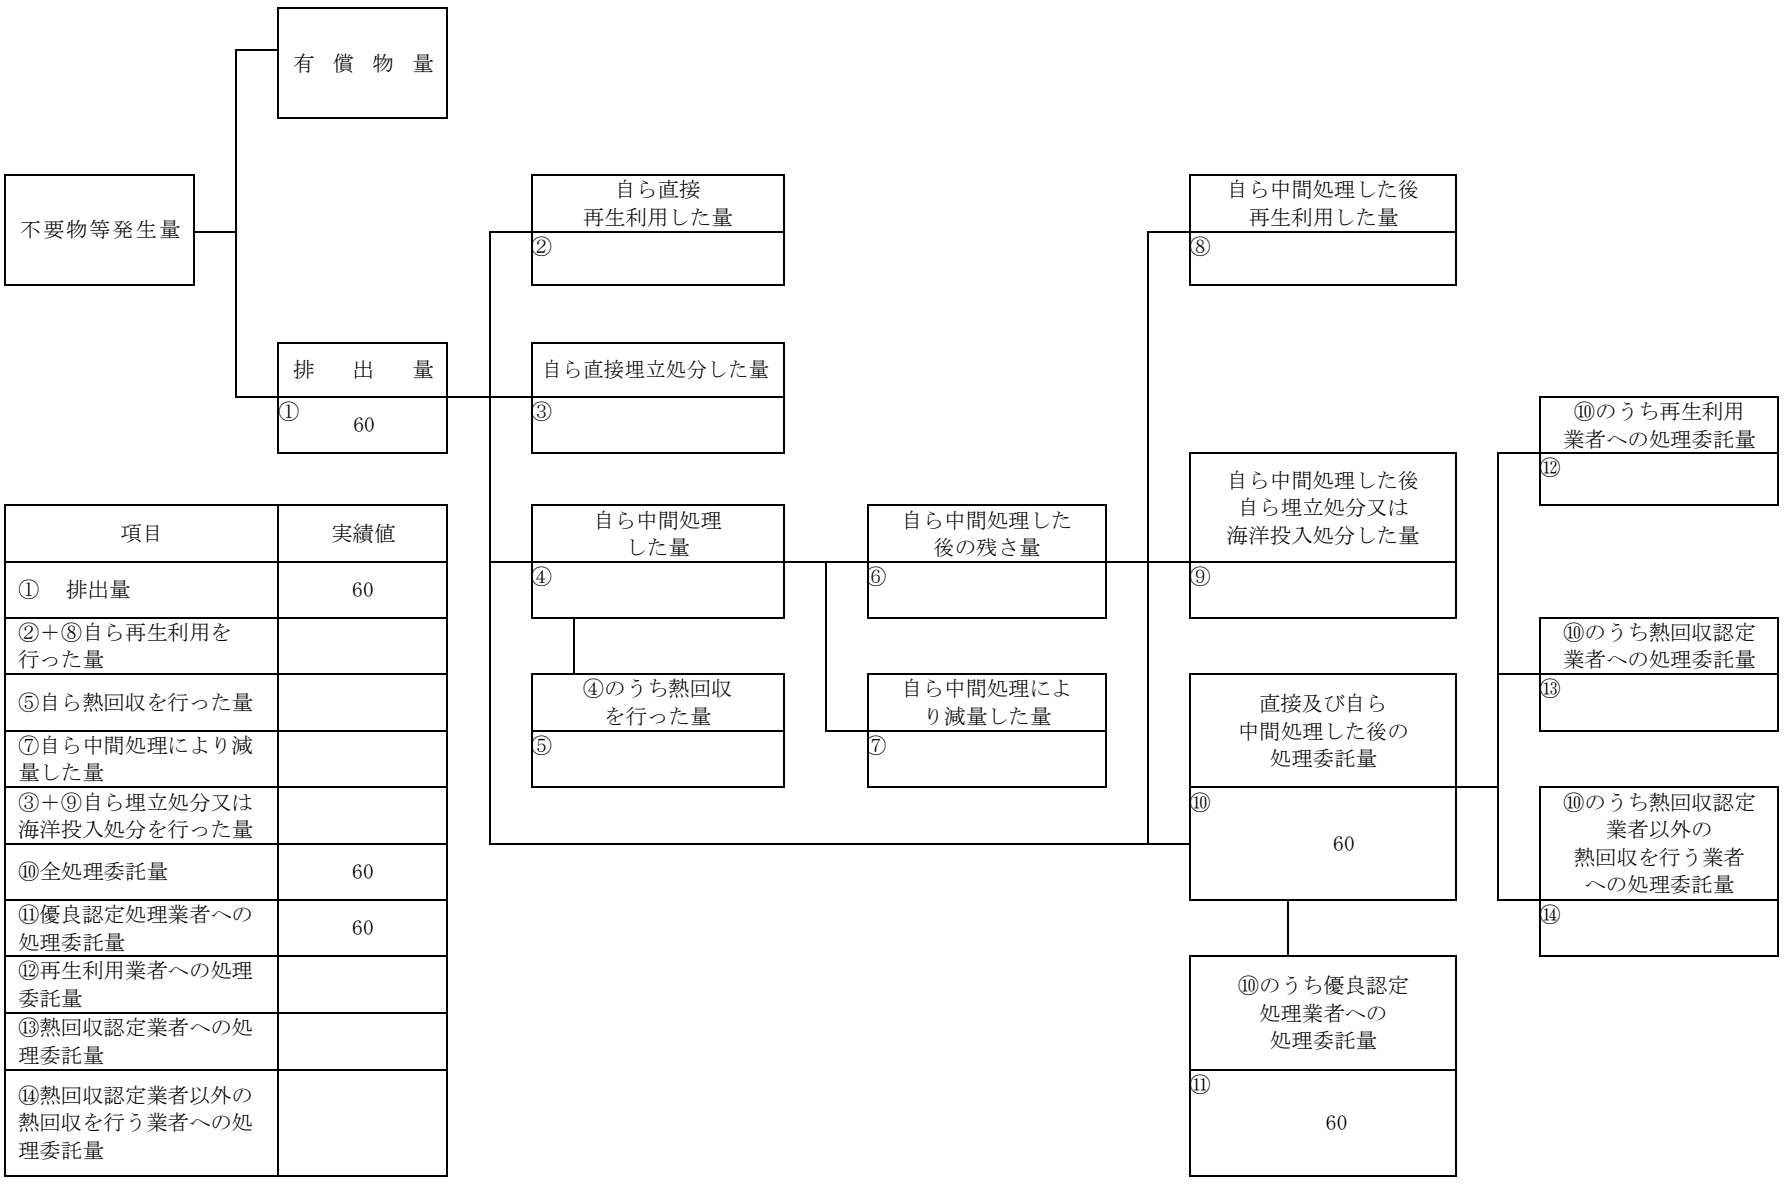 有償物量
不要物等発生量
排出量
①
60
自ら直接
再生利用した量
②
自ら直接埋立処分した量
③
自ら中間処理
した量
④
④のうち熱回収
を行った量
⑤
自ら中間処理した
後の残さ量
⑥
自ら中間処理によ
り減量した量
⑦
自ら中間処理した後
再生利用した量
⑧
自ら中間処理した後
自ら埋立処分又は
海洋投入処分した量
⑨
直接及び自ら
中間処理した後の
処理委託量
⑩
60
⑩のうち優良認定
処理業者への
処理委託量
⑪
60
⑩のうち再生利用
業者への処理委託量
⑫
⑩のうち熱回収認定
業者への処理委託量
⑬
⑩のうち熱回収認定
業者以外の
熱回収を行う業者
への処理委託量
⑭
項目 実績値
① 排出量 60
②＋⑧自ら再生利用を
行った量
⑤自ら熱回収を行った量
⑦自ら中間処理により減
量した量
③＋⑨自ら埋立処分又は
海洋投入処分を行った量
⑩全処理委託量 60
⑪優良認定処理業者への
処理委託量
60
⑫再生利用業者への処理
委託量
⑬熱回収認定業者への処
理委託量
⑭熱回収認定業者以外の
熱回収を行う業者への処
理委託量